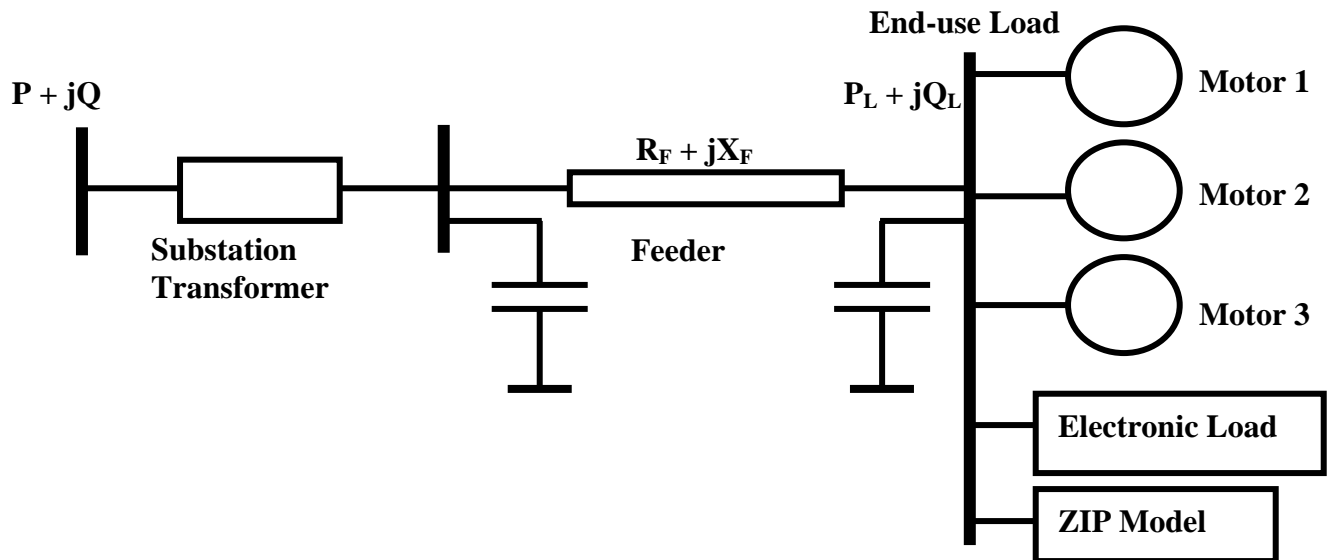 End-use Load
P + jQ
P_L + jQ_L
Motor 1
R_F + jX_F
Motor 2
Substation
Transformer
Feeder
Motor 3
Electronic Load
ZIP Model